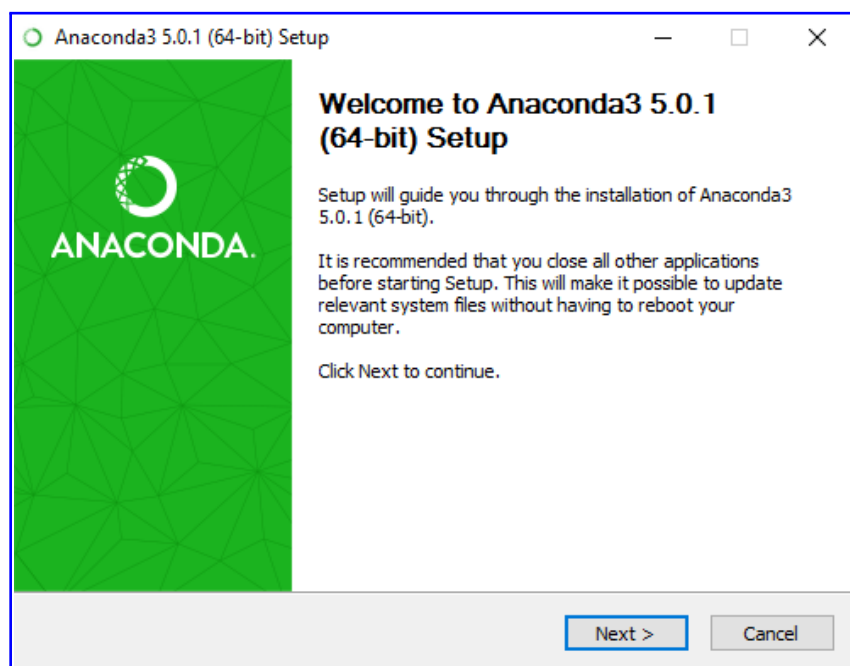 Anaconda3 5.0.1 (64-bit) Setup
Welcome to Anaconda3 5.0.1
(64-bit) Setup
Setup will guide you through the installation of Anaconda3
5.0.1 (64-bit).
It is recommended that you close all other applications
before starting Setup. This will make it possible to update
relevant system files without having to reboot your
computer.
Click Next to continue.
ANACONDA.
Next >
Cancel